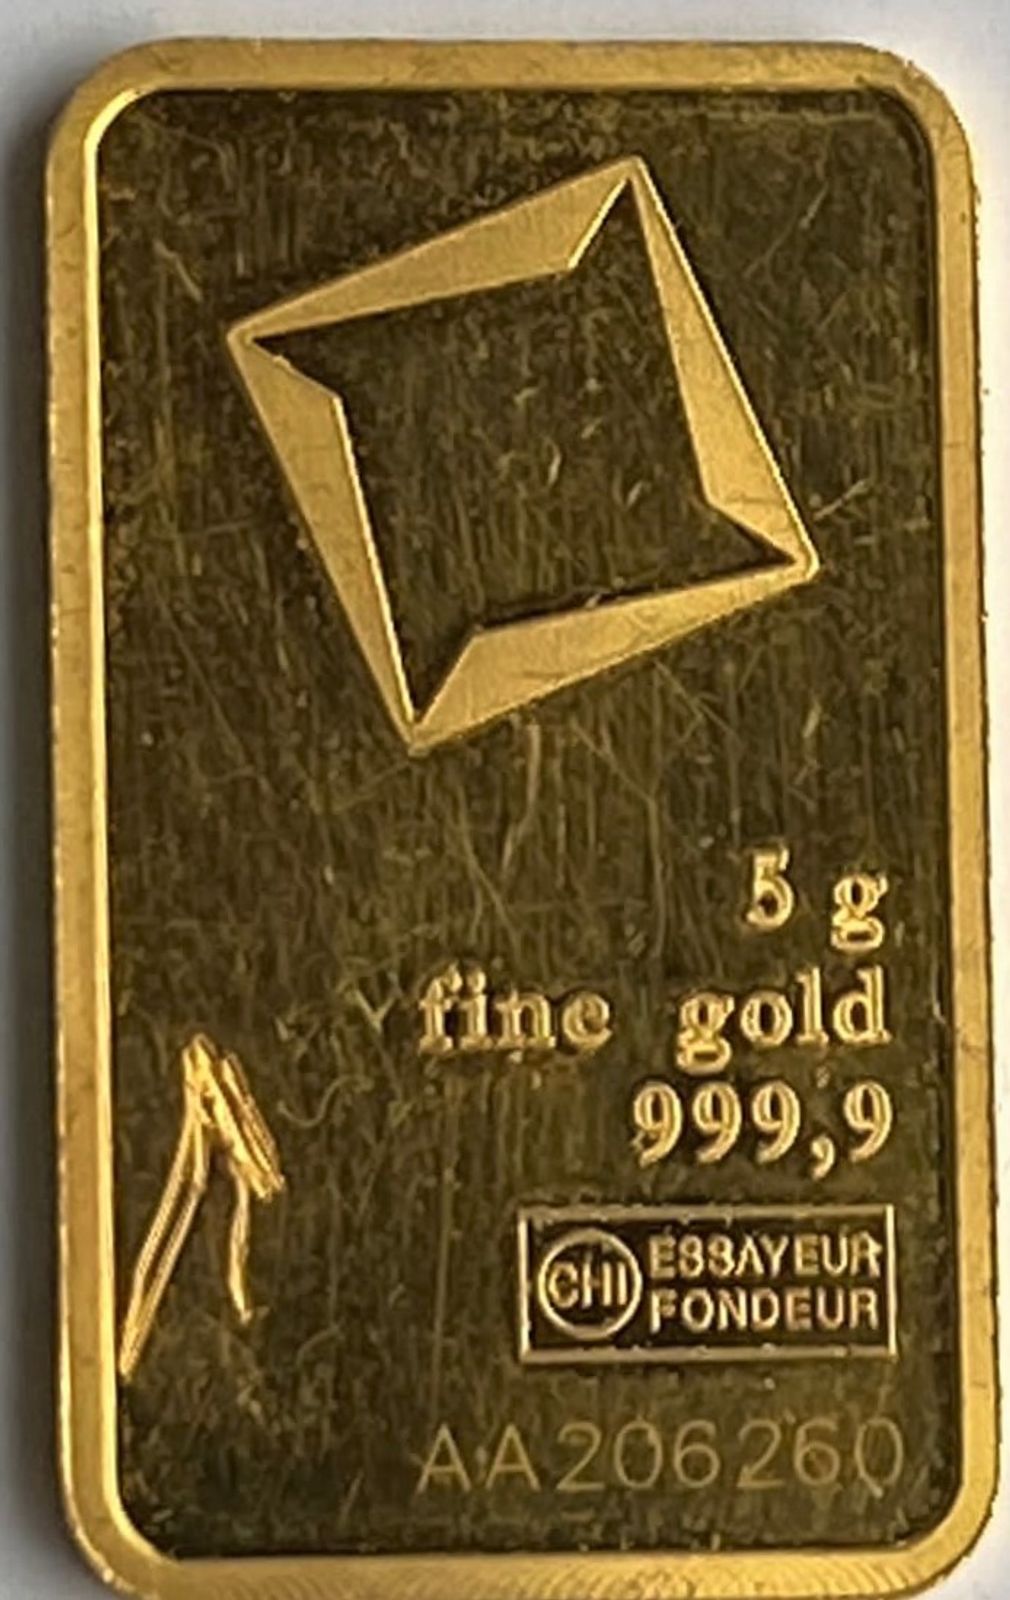 5 g
fine gold
999,9
CHI ESSAYEUR
FONDEUR
AA206260